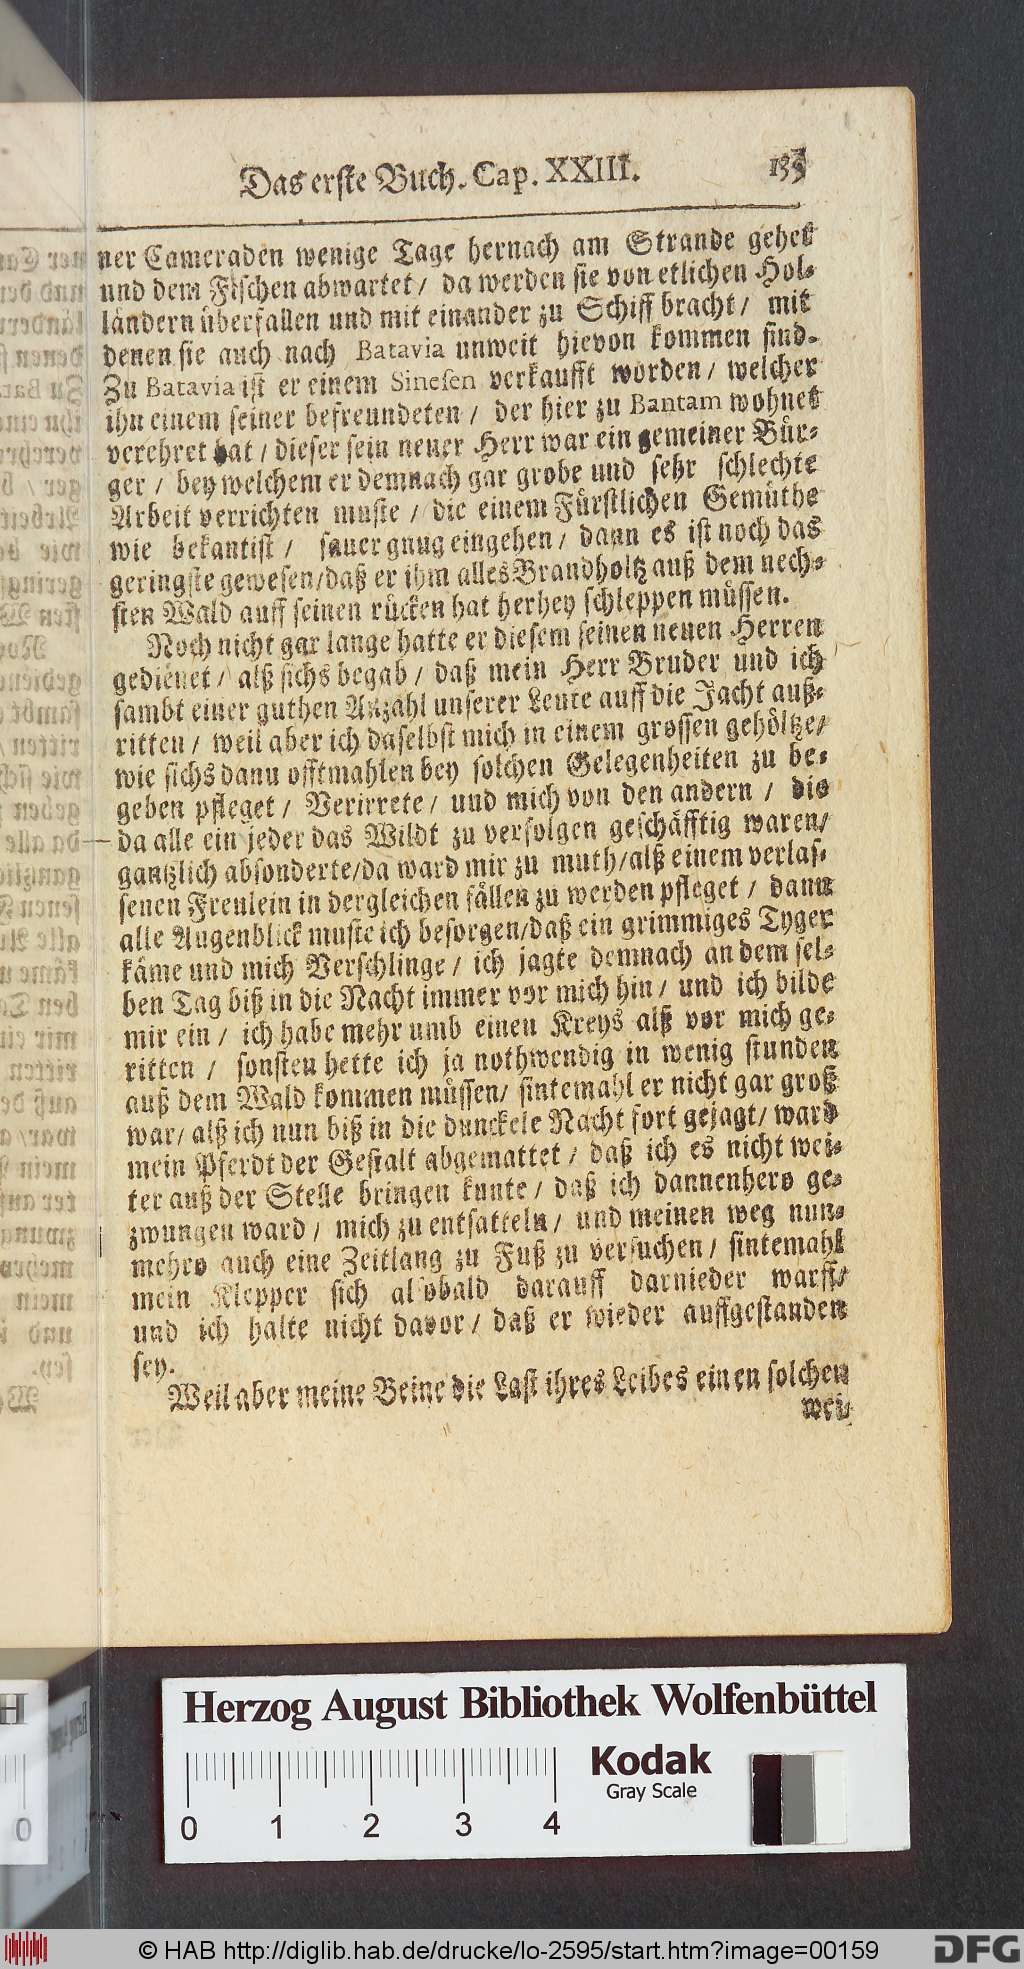 Das erste Buch. Cap. XXIII.
ner Cameraden wenige Tage hernach am Strande gehet
und dem Fischen abwartet / da werden sie von etlichen Hol-
ländern überfallen und mit einander zu Schiff bracht / mit
denen sie auch nach Batavia unweit hievon kommen sind.
Zu Batavia ist er einem Sinesen verkaufft worden / welcher
ihn einem seiner befreundeten / der hier zu Bantam wohnet
verehret hat / dieser sein neuer Herr war ein gemeiner Bür-
ger / bey welchem er demnach gar grobe und sehr schlechte
Arbeit verrichten muste / die einem Fürstlichen Gemüthe
wie bekantist / sauer gnug eingehen / dann es ist noch das
geringste gewesen/daß er ihm alles Brandholtz auß dem nech-
sten Wald auff seinen rücken hat herhey schleppen müssen.
Noch nicht gar lange hatte er diesem seinen neuen Herren
gedienet / alß sichs begab / daß mein Herr Bruder und ich
sambt einer guthen Anzahl unserer Leute auff die Jacht auß-
ritten / weil aber ich daselbst mich in einem grossen gehöltze/
wie sichs danu offtmahlen bey solchen Gelegenheiten zu be-
geben pfleget / Verirrete / und mich von den andern / die
da alle ein jeder das Wildt zu verfolgen geschäfftig waren/
gantzlich absonderte/da ward mir zu muth/alß einem verlas-
senen Freulein in dergleichen fällen zu werden pfleget / dann
alle Augenblick muste ich besorgen/daß ein grimmiges Tyger
käme und mich Verschlinge / ich jagte demnach an dem sel-
ben Tag biß in die Nacht immer vor mich hin / und ich bilde
mir ein / ich habe mehr umb einen Kreys alß vor mich ge-
ritten / sonsten hette ich ja nothwendig in wenig stunden
auß dem Wald kommen müssen/ sintemahl er nicht gar groß
war/ alß ich nun biß in die dunckele Nacht fort gejagt/ ward
mein Pferdt der Gestalt abgemattet / daß ich es nicht wei-
ter auß der Stelle bringen kunte / daß ich dannenhero ge-
zwungen ward / mich zu entsatteln / und meinen weg nun-
mehro auch eine Zeitlang zu Fuß zu versuchen / sintemahl
mein Klepper sich alsobald darauff darnieder warff/
und ich halte nicht davor / daß er wieder auffgestanden
sey.
Weil aber meine Beine die Last ihres Leibes einen solchen
wei-
Herzog August Bibliothek Wolfenbüttel
Kodak
Gray Scale
0 1 2 3 4
© HAB http://diglib.hab.de/drucke/lo-2595/start.htm?image=00159
DFG